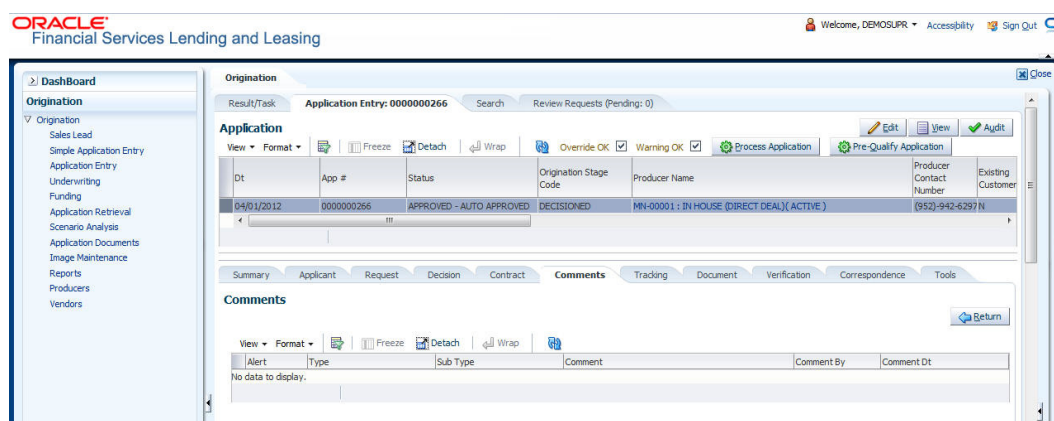 ORACLE
Financial Services Lending and Leasing
Welcome, DEMOSUPR Accessibility Sign Out
Close
DashBoard
Origination
Origination
Sales Lead
Simple Application Entry
Application Entry
Underwriting
Funding
Application Retrieval
Scenario Analysis
Application Documents
Image Maintenance
Reports
Producers
Vendors
Origination
Result/Task Application Entry: 0000000266 Search Review Requests (Pending: 0)
Application Edit View Audit
View Format Freeze Detach Wrap Override OK Warning OK Process Application Pre-Qualify Application
Dt App # Status Origination Stage Code Producer Name Producer Contact Number Existing Customer
04/01/2012 0000000266 APPROVED - AUTO APPROVED DECISIONED MN-00001 : IN HOUSE (DIRECT DEAL)( ACTIVE ) (952)-942-6297 N
Summary Applicant Request Decision Contract Comments Tracking Document Verification Correspondence Tools
Comments
Return
View Format Freeze Detach Wrap
Alert Type Sub Type Comment Comment By Comment Dt
No data to display.